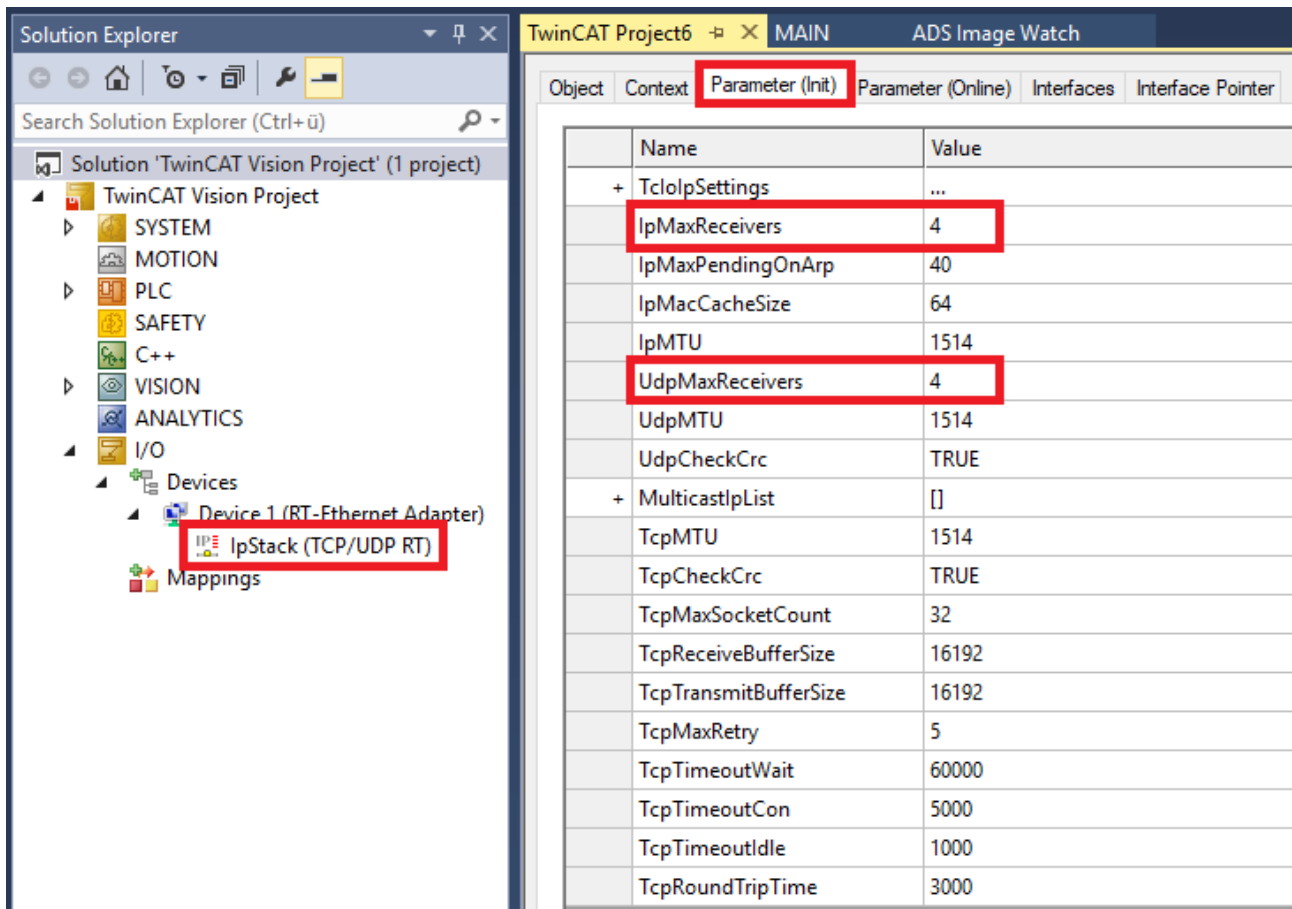 Solution Explorer
Search Solution Explorer (Ctrl+ü)
Solution 'TwinCAT Vision Project' (1 project)
TwinCAT Vision Project
SYSTEM
MOTION
PLC
SAFETY
C++
VISION
ANALYTICS
I/O
Devices
Device 1 (RT-Ethernet Adapter)
IpStack (TCP/UDP RT)
Mappings
TwinCAT Project6 MAIN ADS Image Watch
Object Context Parameter (Init) Parameter (Online) Interfaces Interface Pointer
Name Value
+ TcIoIpSettings ...
IpMaxReceivers 4
IpMaxPendingOnArp 40
IpMacCacheSize 64
IpMTU 1514
UdpMaxReceivers 4
UdpMTU 1514
UdpCheckCrc TRUE
+ MulticastIpList []
TcpMTU 1514
TcpCheckCrc TRUE
TcpMaxSocketCount 32
TcpReceiveBufferSize 16192
TcpTransmitBufferSize 16192
TcpMaxRetry 5
TcpTimeoutWait 60000
TcpTimeoutCon 5000
TcpTimeoutIdle 1000
TcpRoundTripTime 3000